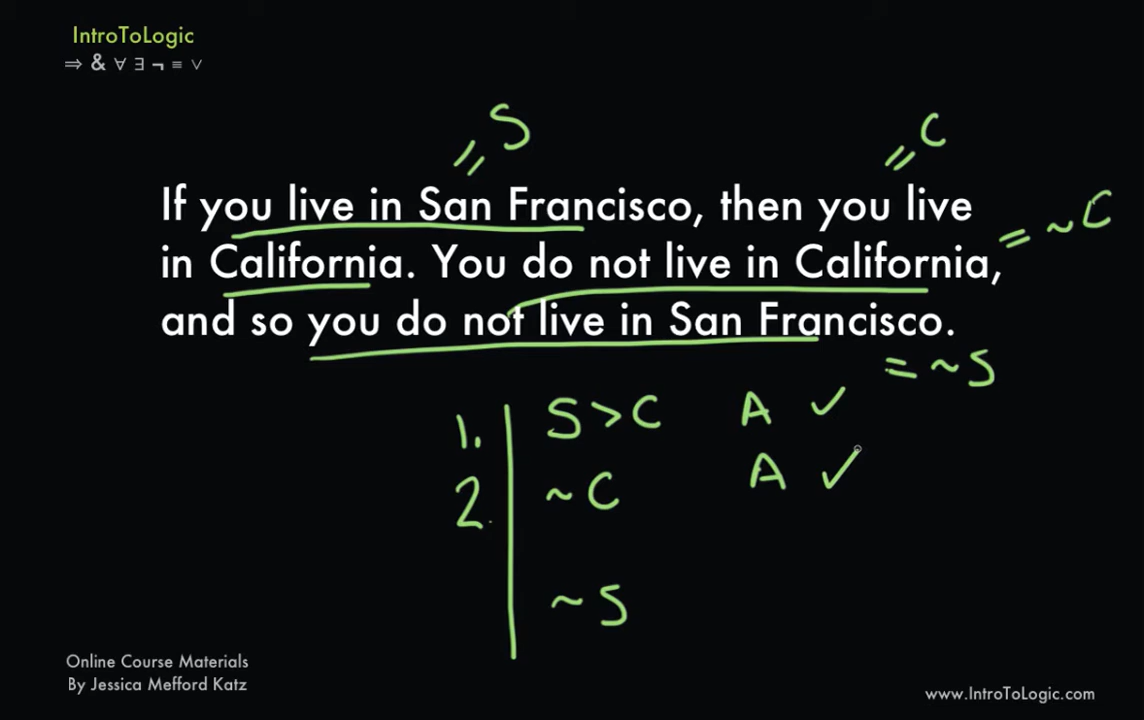 IntroToLogic
⇒ & ∀ ∃ ¬ ≡ ∨
= S
= C
If you live in San Francisco, then you live
= ~C
in California. You do not live in California,
and so you do not live in San Francisco.
= ~S
1. S > C A ✓
2. ~C A ✓
~S
Online Course Materials
By Jessica Mefford Katz
www.IntroToLogic.com